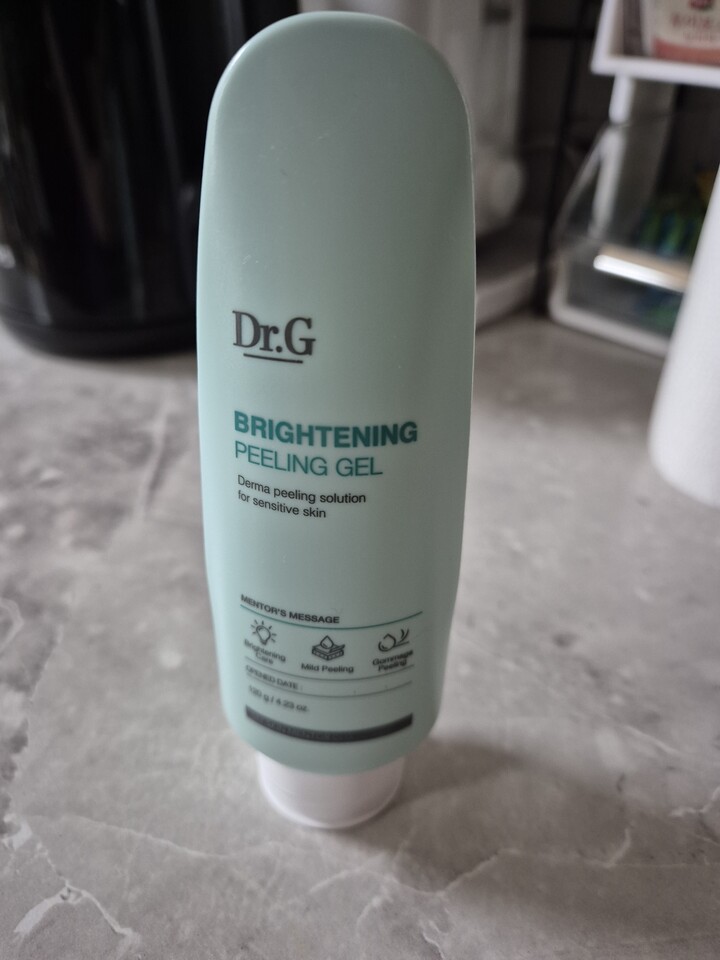 Dr.G
BRIGHTENING
PEELING GEL
Derma peeling solution
for sensitive skin
MENTOR'S MESSAGE
Brightening
Care
Mild Peeling
Gommage
Peeling
OPENED DATE :
120 g / 4.23 oz.